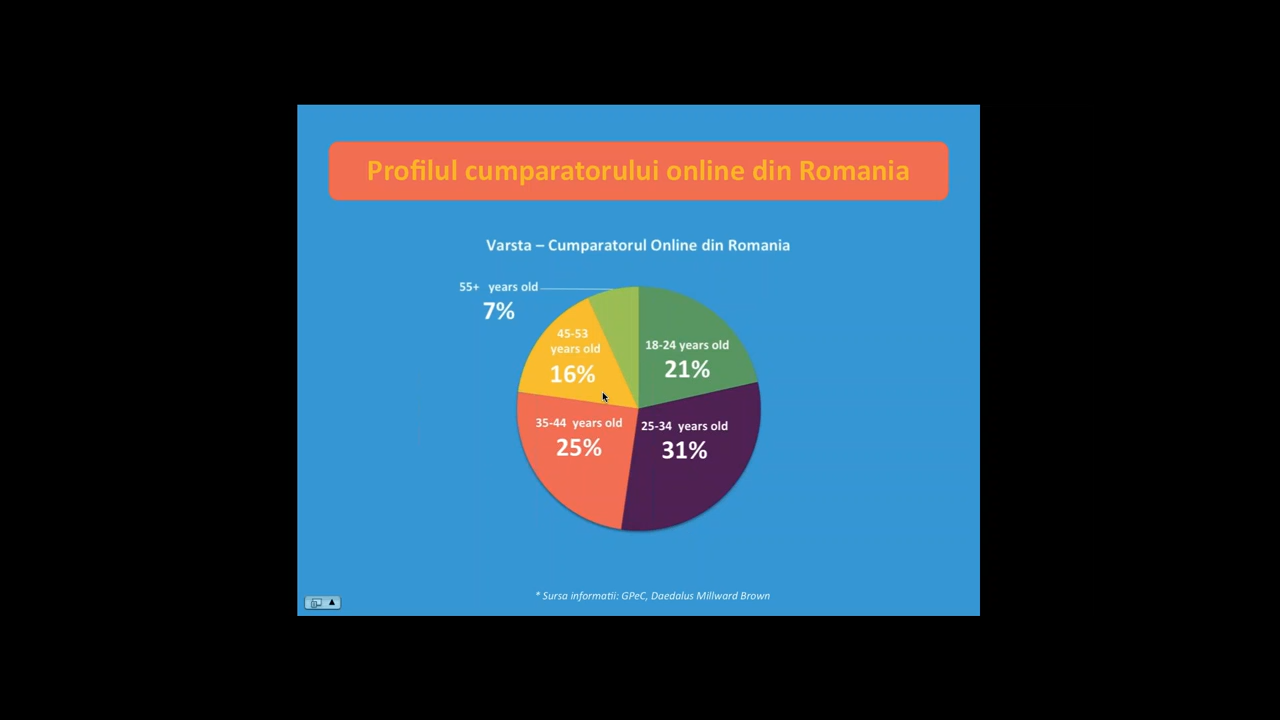 Profilul cumparatorului online din Romania
Varsta – Cumparatorul Online din Romania
55+ years old
7%
45-53
years old
16%
18-24 years old
21%
35-44 years old
25%
25-34 years old
31%
* Sursa informatii: GPeC, Daedalus Millward Brown